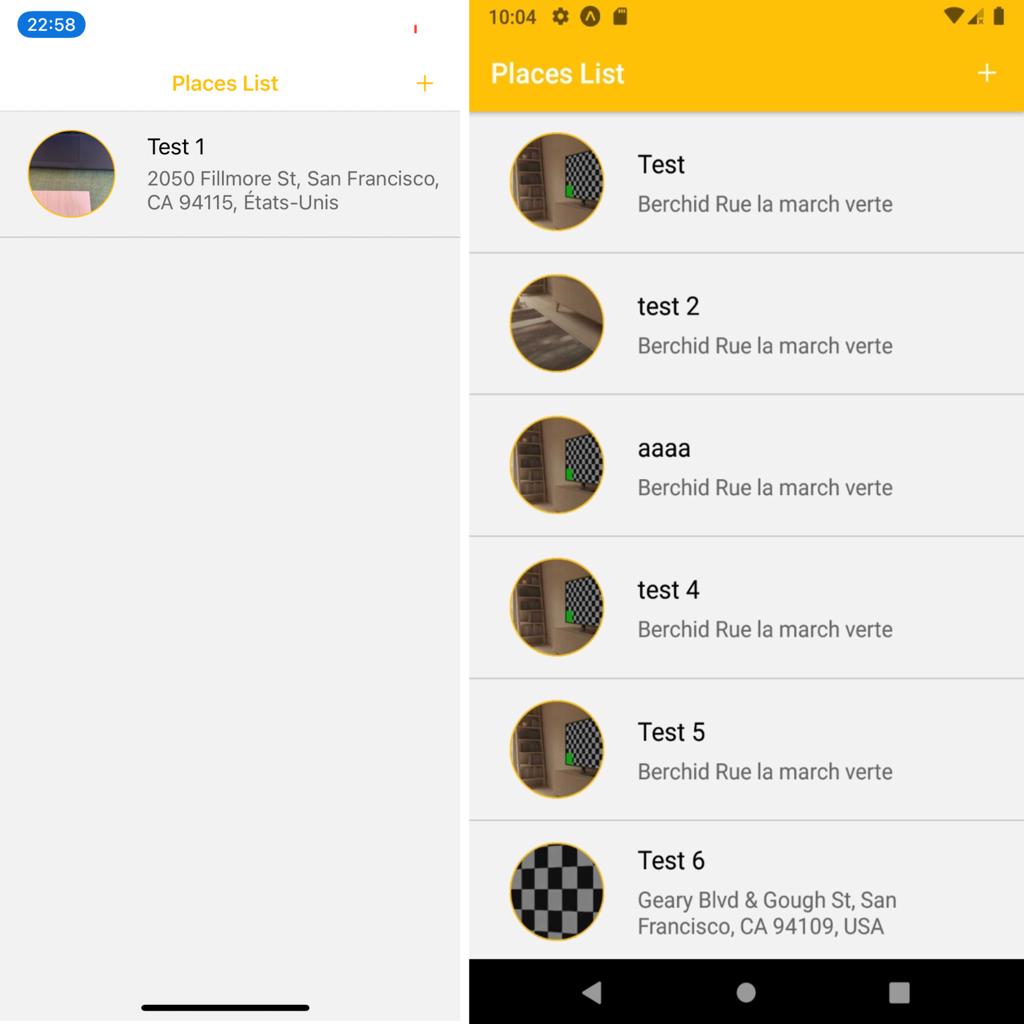 22:58
Places List
Test 1
2050 Fillmore St, San Francisco,
CA 94115, États-Unis
10:04
Places List
Test
Berchid Rue la march verte
test 2
Berchid Rue la march verte
aaaa
Berchid Rue la march verte
test 4
Berchid Rue la march verte
Test 5
Berchid Rue la march verte
Test 6
Geary Blvd & Gough St, San
Francisco, CA 94109, USA